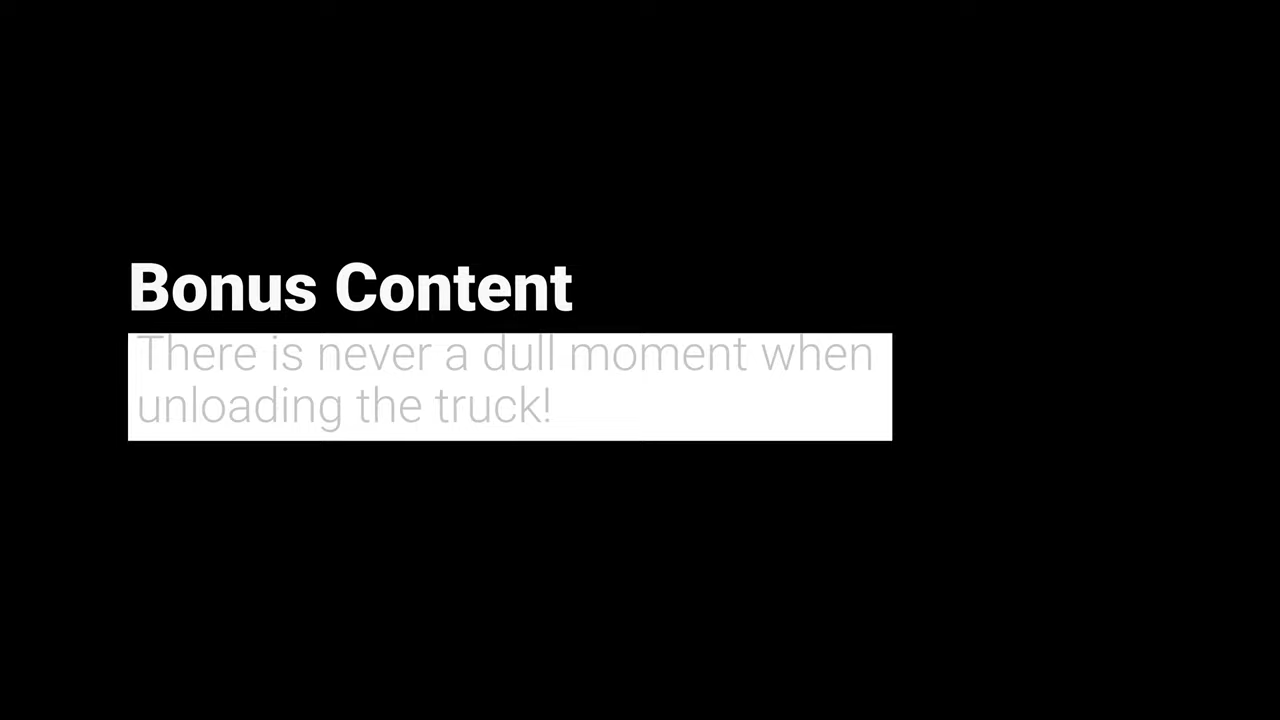 Bonus Content
There is never a dull moment when
unloading the truck!